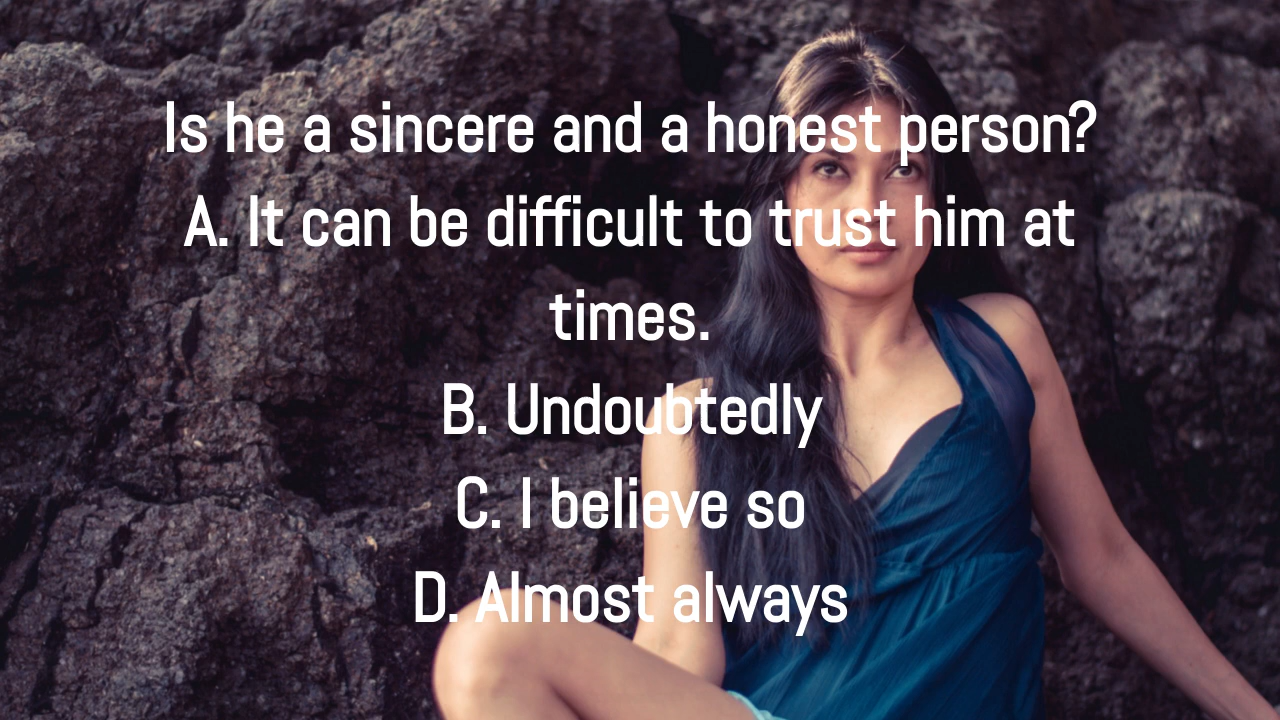 Is he a sincere and a honest person?
A. It can be difficult to trust him at
times.
B. Undoubtedly
C. I believe so
D. Almost always